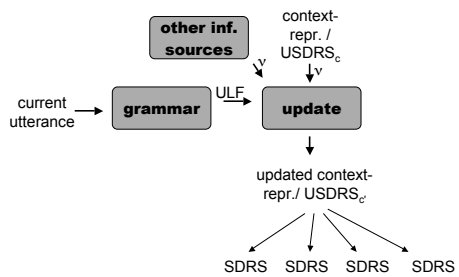 other inf.
sources
context-
repr. /
USDRSc
ν
ν
current
utterance
grammar
ULF
update
updated context-
repr./ USDRSc'
SDRS SDRS SDRS SDRS